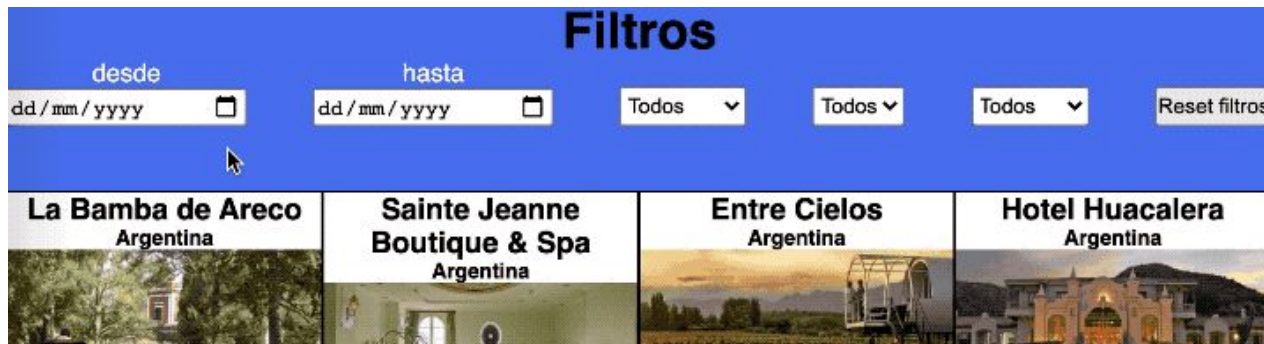 Filtros
desde hasta
dd/mm/yyyy dd/mm/yyyy Todos Todos Todos Reset filtros
La Bamba de Areco
Argentina
Sainte Jeanne
Boutique & Spa
Argentina
Entre Cielos
Argentina
Hotel Huacalera
Argentina